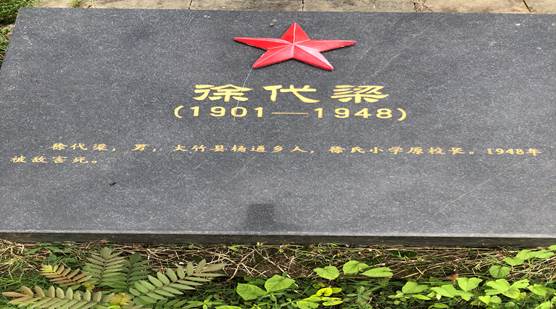 徐代梁
(1901—1948)
徐代梁，男，大竹县杨通乡人，徐氏小学原校长。1948年
被敌害死。